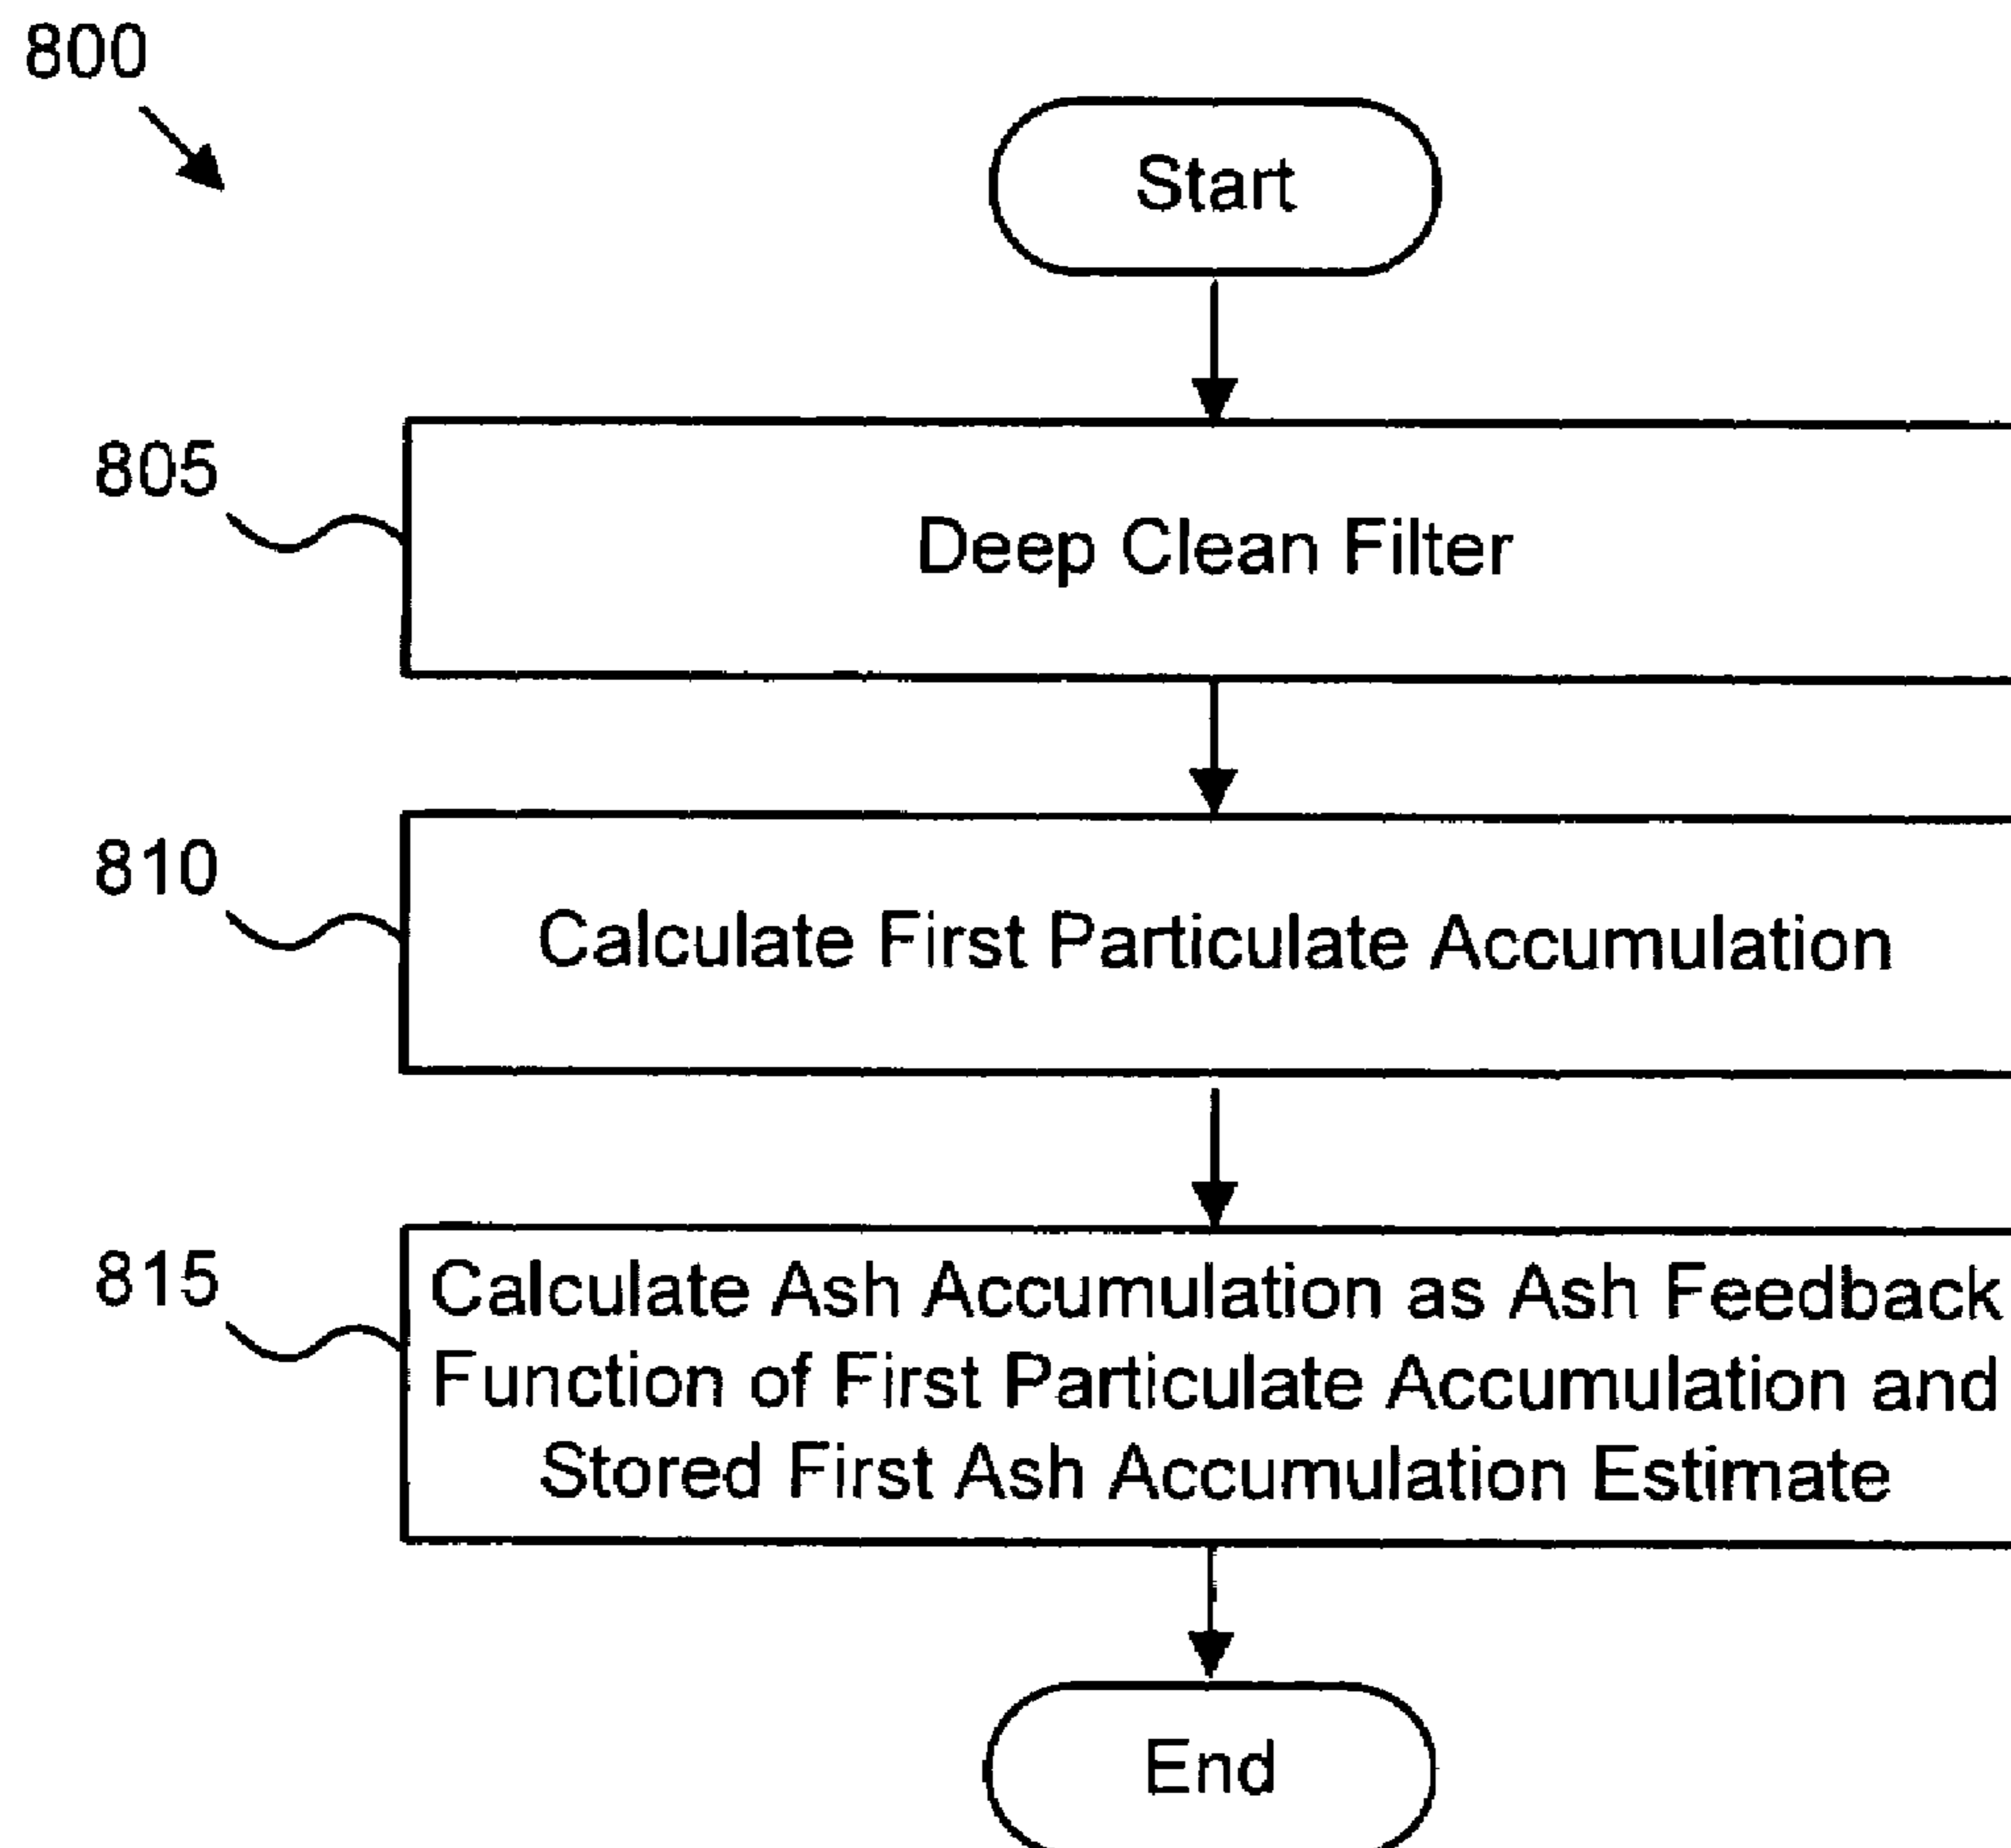 800
Start
805
Deep Clean Filter
810
Calculate First Particulate Accumulation
815
Calculate Ash Accumulation as Ash Feedback
Function of First Particulate Accumulation and
Stored First Ash Accumulation Estimate
End